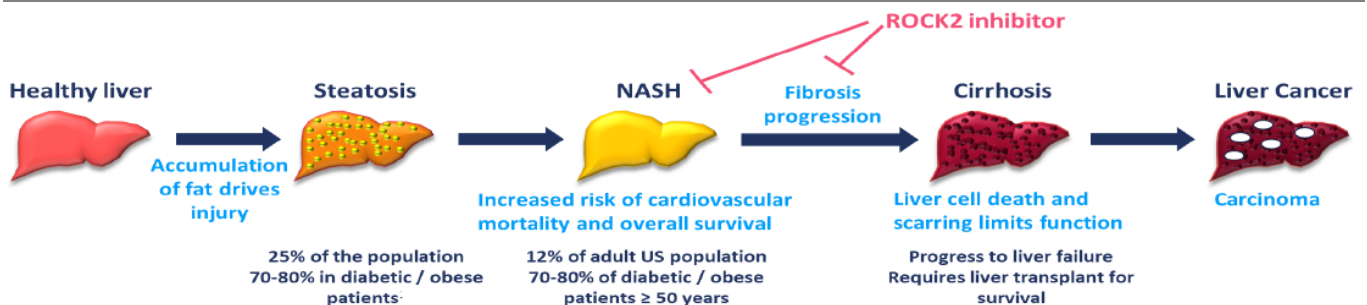 ROCK2 inhibitor
Healthy liver
Steatosis
NASH
Fibrosis
progression
Cirrhosis
Liver Cancer
Accumulation
of fat drives
injury
Increased risk of cardiovascular
mortality and overall survival
Liver cell death and
scarring limits function
Carcinoma
25% of the population
70-80% in diabetic / obese
patients
12% of adult US population
70-80% of diabetic / obese
patients ≥ 50 years
Progress to liver failure
Requires liver transplant for
survival